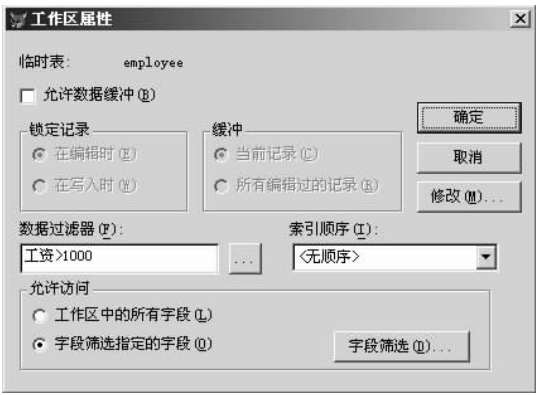 工作区属性
临时表: employee
允许数据缓冲(B)
锁定记录
在编辑时(E)
在写入时(W)
缓冲
当前记录(C)
所有编辑过的记录(R)
确定
取消
修改(M)...
数据过滤器(F):
工资>1000
...
索引顺序(I):
<无顺序>
允许访问
工作区中的所有字段(L)
字段筛选指定的字段(O)
字段筛选(D)...